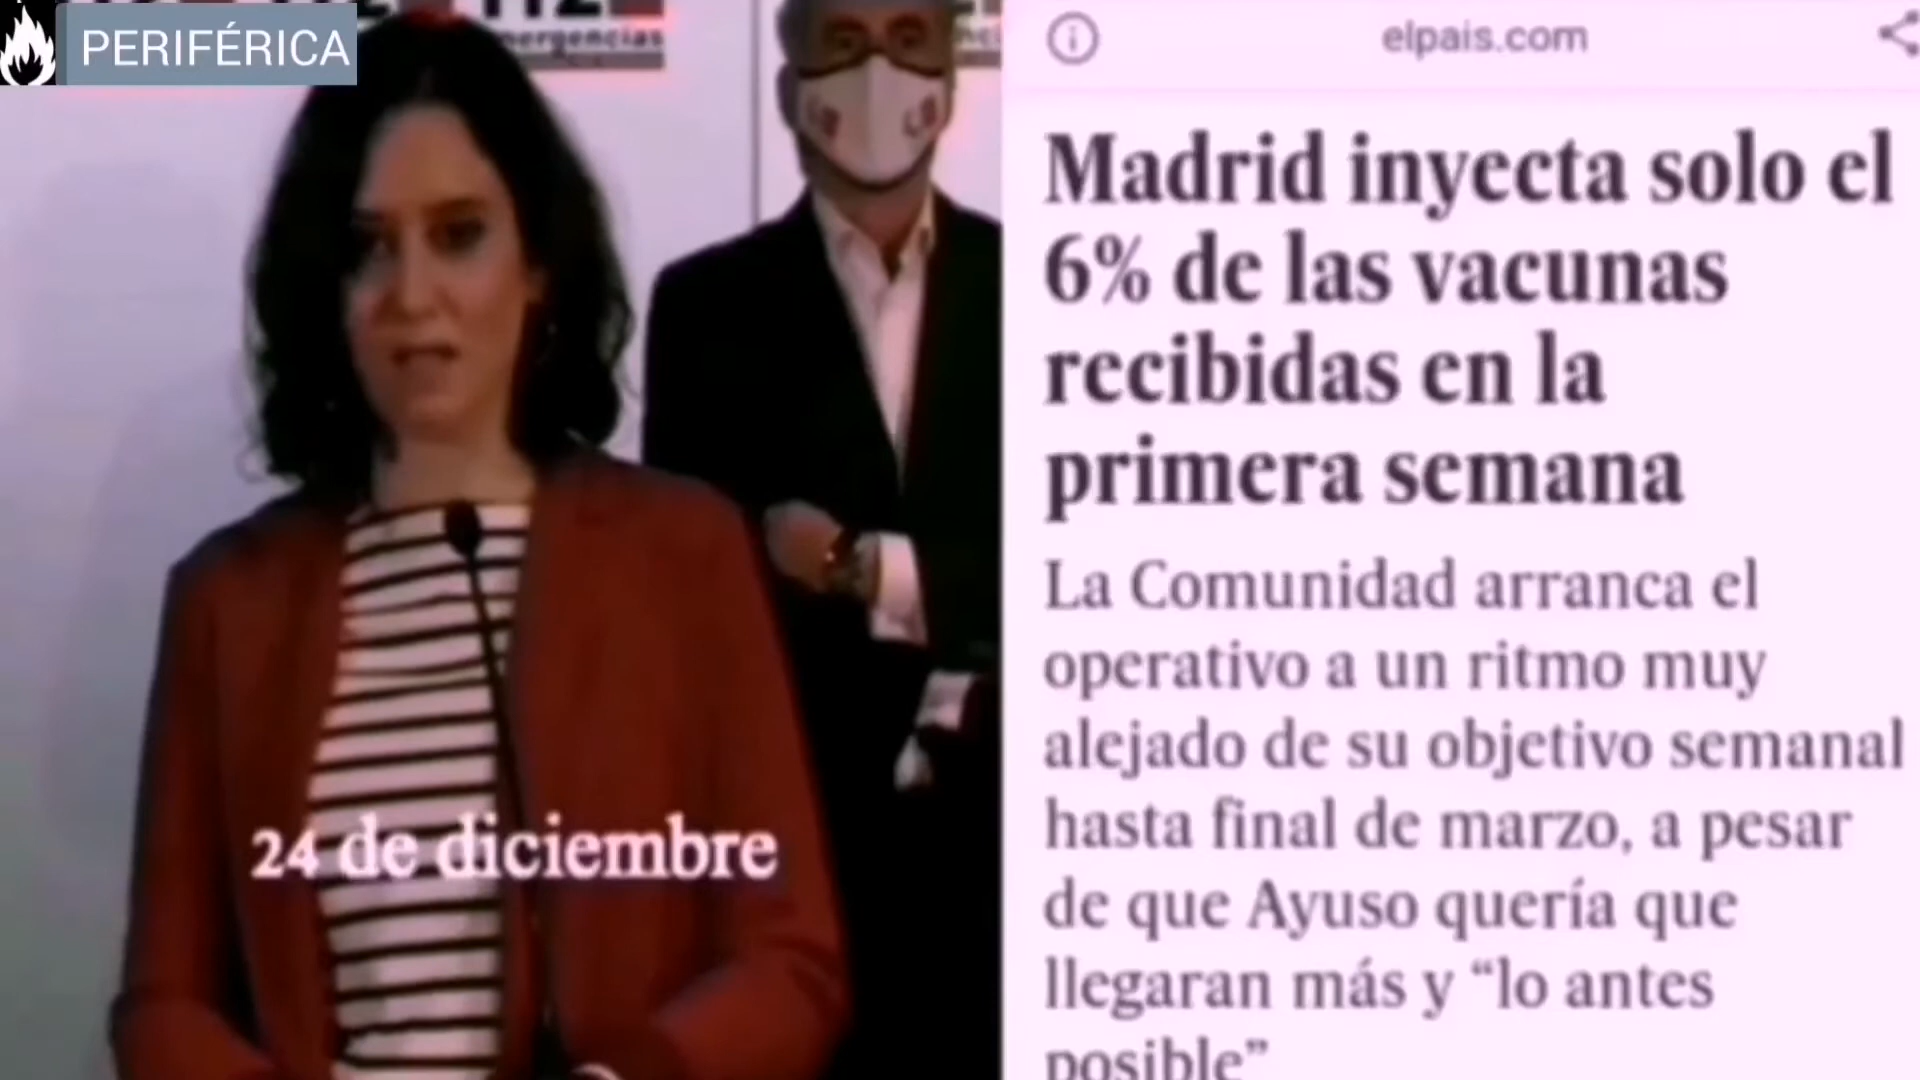 PERIFÉRICA
112
emergencias
24 de diciembre
elpais.com
Madrid inyecta solo el
6% de las vacunas
recibidas en la
primera semana
La Comunidad arranca el
operativo a un ritmo muy
alejado de su objetivo semanal
hasta final de marzo, a pesar
de que Ayuso quería que
llegaran más y “lo antes
posible”